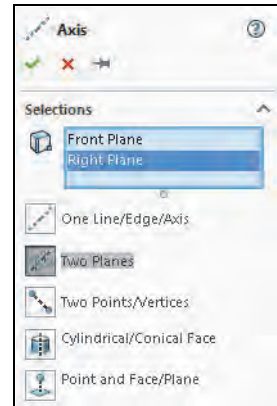 Axis
Selections
Front Plane
Right Plane
One Line/Edge/Axis
Two Planes
Two Points/Vertices
Cylindrical/Conical Face
Point and Face/Plane